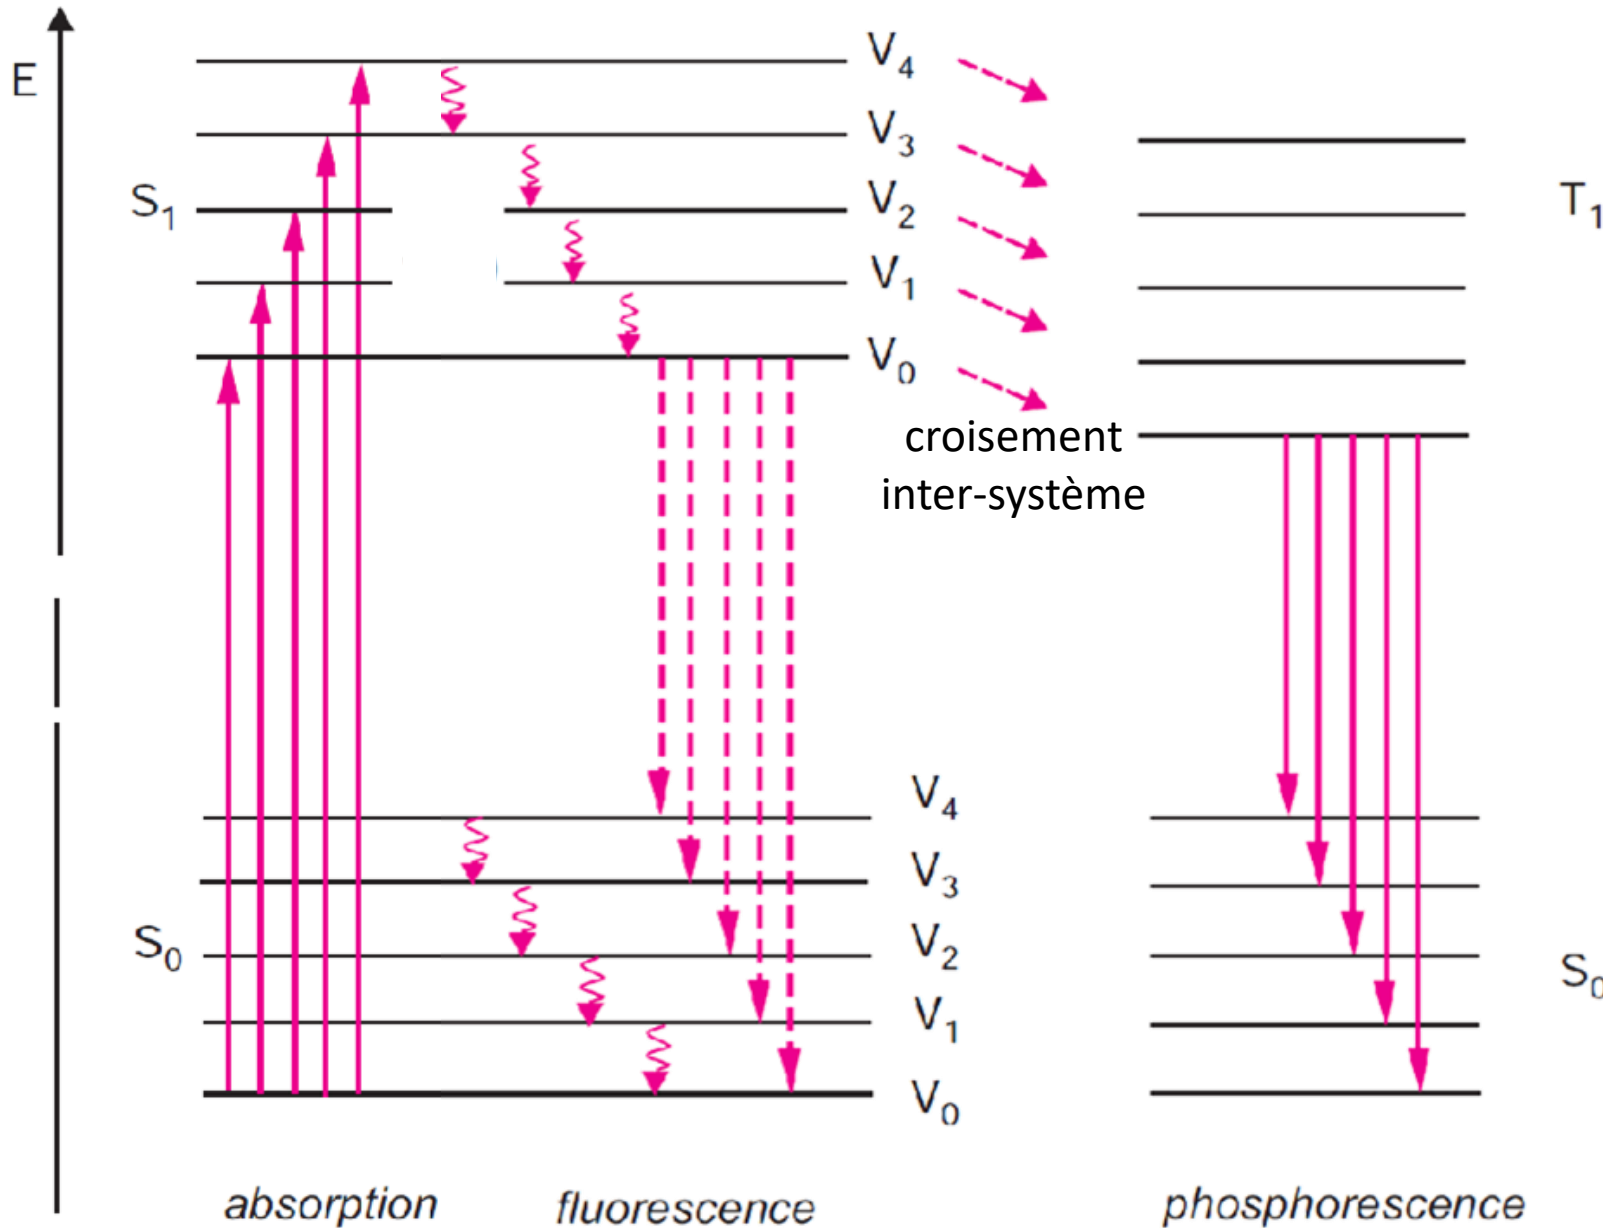 E
V4
V3
S1
V2
T1
V1
V0
croisement
inter-système
V4
V3
S0
V2
S0
V1
V0
absorption
fluorescence
phosphorescence